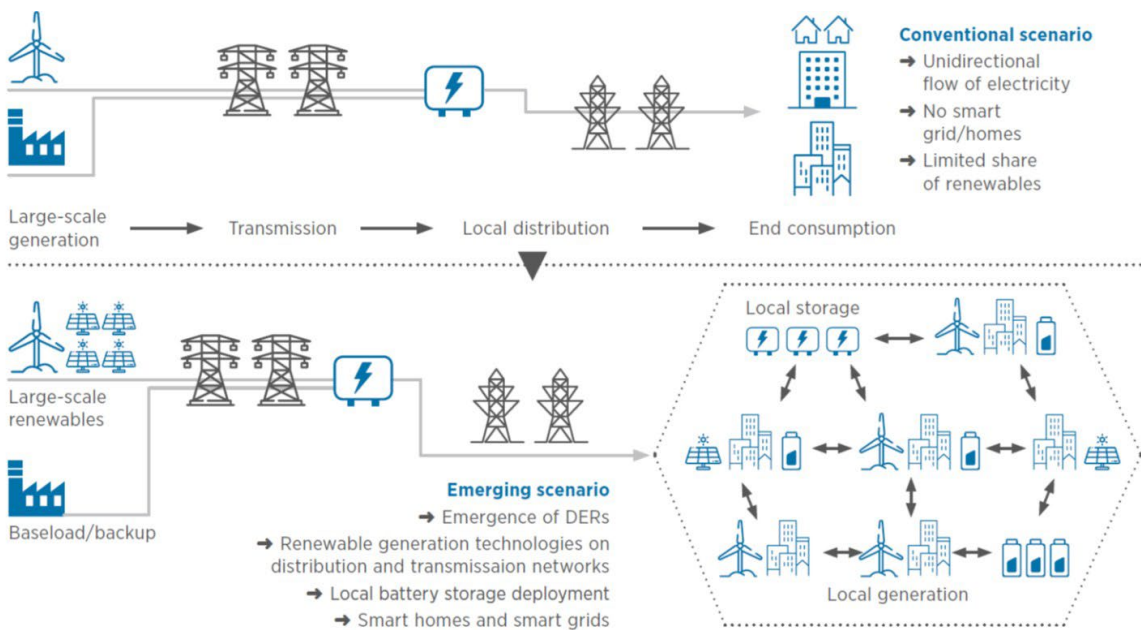 Conventional scenario
➔ Unidirectional
flow of electricity
➔ No smart
grid/homes
➔ Limited share
of renewables
Large-scale
generation
Transmission
Local distribution
End consumption
Large-scale
renewables
Baseload/backup
Emerging scenario
➔ Emergence of DERs
➔ Renewable generation technologies on
distribution and transmissaion networks
➔ Local battery storage deployment
➔ Smart homes and smart grids
Local storage
Local generation